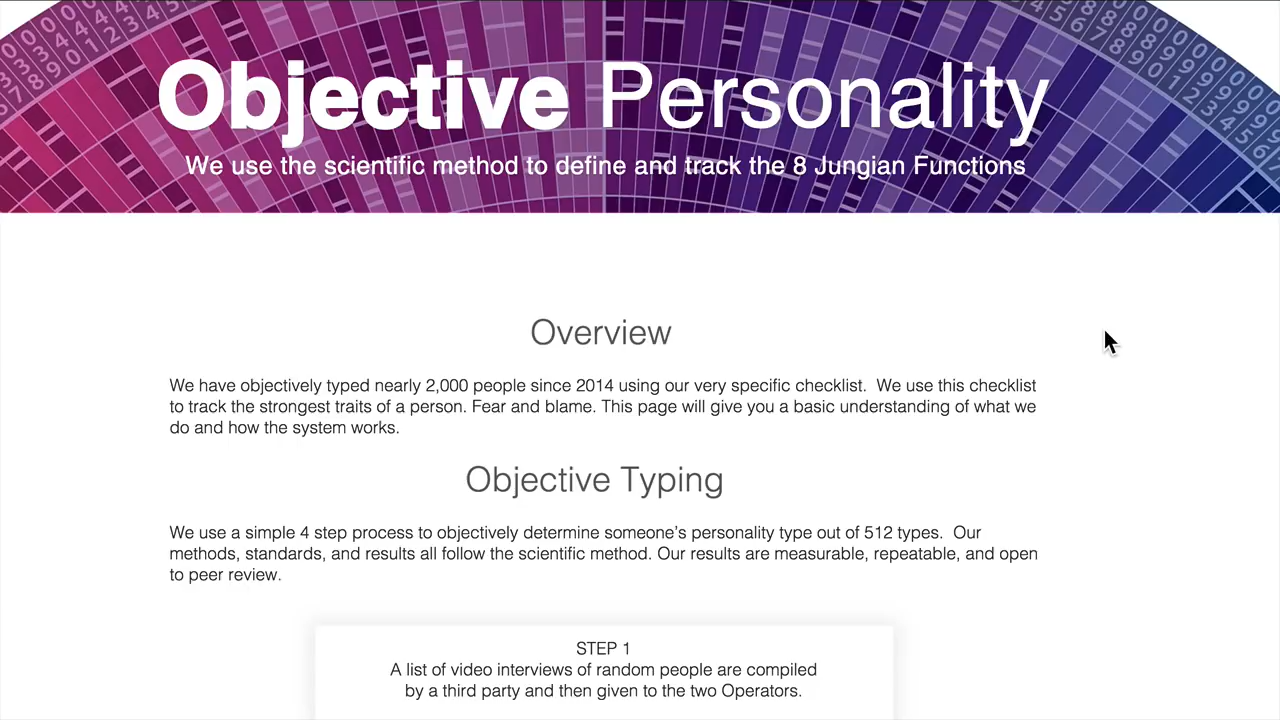 Objective Personality
We use the scientific method to define and track the 8 Jungian Functions
Overview
We have objectively typed nearly 2,000 people since 2014 using our very specific checklist.  We use this checklist
to track the strongest traits of a person. Fear and blame. This page will give you a basic understanding of what we
do and how the system works.
Objective Typing
We use a simple 4 step process to objectively determine someone’s personality type out of 512 types.  Our
methods, standards, and results all follow the scientific method. Our results are measurable, repeatable, and open
to peer review.
STEP 1
A list of video interviews of random people are compiled
by a third party and then given to the two Operators.